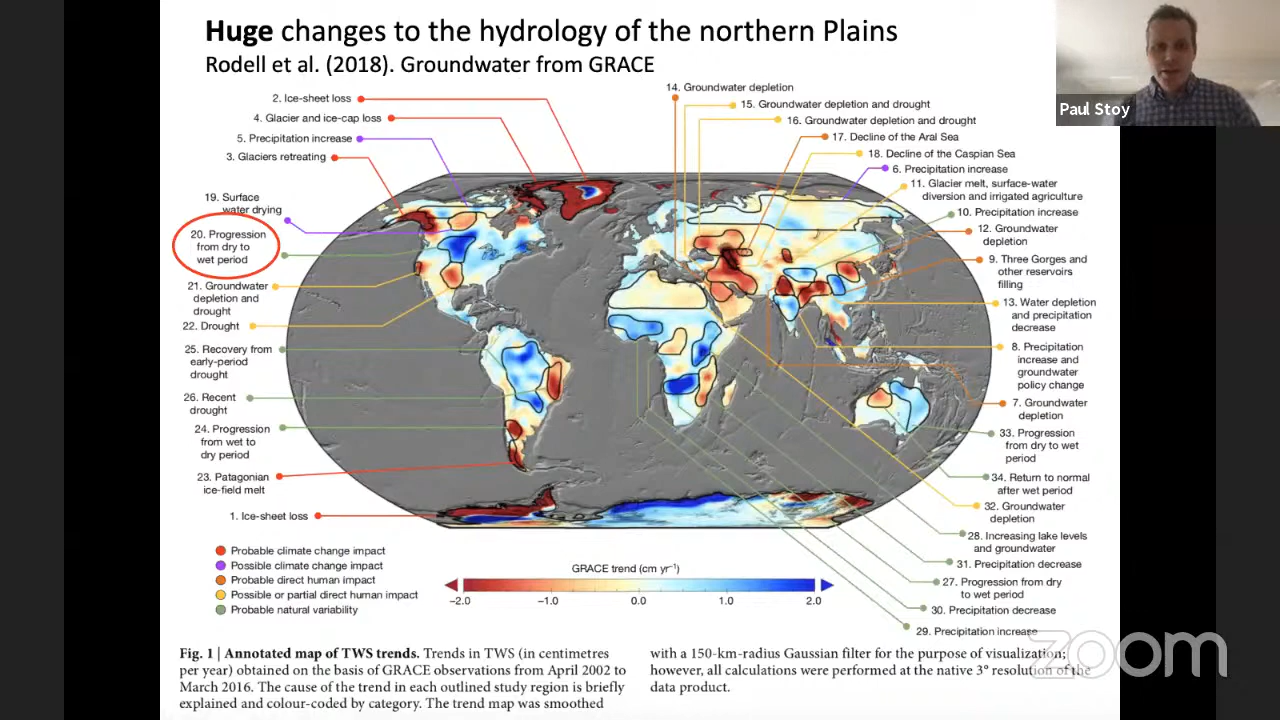 Huge changes to the hydrology of the northern Plains
Rodell et al. (2018). Groundwater from GRACE
Paul Stoy
2. Ice-sheet loss
4. Glacier and ice-cap loss
5. Precipitation increase
3. Glaciers retreating
19. Surface
water drying
20. Progression
from dry to
wet period
21. Groundwater
depletion and
drought
22. Drought
25. Recovery from
early-period
drought
26. Recent
drought
24. Progression
from wet to
dry period
23. Patagonian
ice-field melt
1. Ice-sheet loss
14. Groundwater depletion
15. Groundwater depletion and drought
16. Groundwater depletion and drought
17. Decline of the Aral Sea
18. Decline of the Caspian Sea
6. Precipitation increase
11. Glacier melt, surface-water
diversion and irrigated agriculture
10. Precipitation increase
12. Groundwater
depletion
9. Three Gorges and
other reservoirs
filling
13. Water depletion
and precipitation
decrease
8. Precipitation
increase and
groundwater
policy change
7. Groundwater
depletion
33. Progression
from dry to wet
period
34. Return to normal
after wet period
32. Groundwater
depletion
28. Increasing lake levels
and groundwater
31. Precipitation decrease
27. Progression from dry
to wet period
30. Precipitation decrease
29. Precipitation increase
Probable climate change impact
Possible climate change impact
Probable direct human impact
Possible or partial direct human impact
Probable natural variability
GRACE trend (cm yr⁻¹)
–2.0 –1.0 0.0 1.0 2.0
Fig. 1 | Annotated map of TWS trends. Trends in TWS (in centimetres
per year) obtained on the basis of GRACE observations from April 2002 to
March 2016. The cause of the trend in each outlined study region is briefly
explained and colour-coded by category. The trend map was smoothed
with a 150-km-radius Gaussian filter for the purpose of visualization;
however, all calculations were performed at the native 3° resolution of the
data product.
zoom